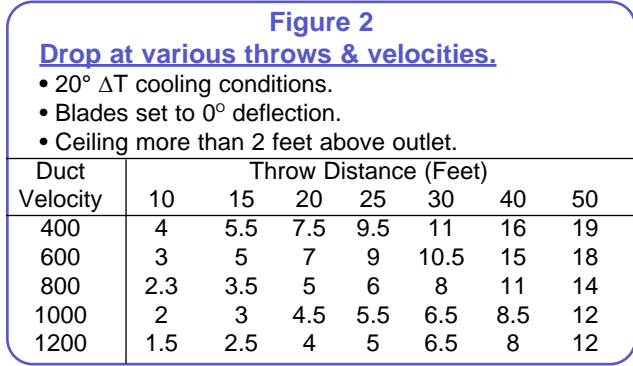 Figure 2
Drop at various throws & velocities.
• 20° ΔT cooling conditions.
• Blades set to 0° deflection.
• Ceiling more than 2 feet above outlet.
Duct Throw Distance (Feet)
Velocity 10 15 20 25 30 40 50
400 4 5.5 7.5 9.5 11 16 19
600 3 5 7 9 10.5 15 18
800 2.3 3.5 5 6 8 11 14
1000 2 3 4.5 5.5 6.5 8.5 12
1200 1.5 2.5 4 5 6.5 8 12